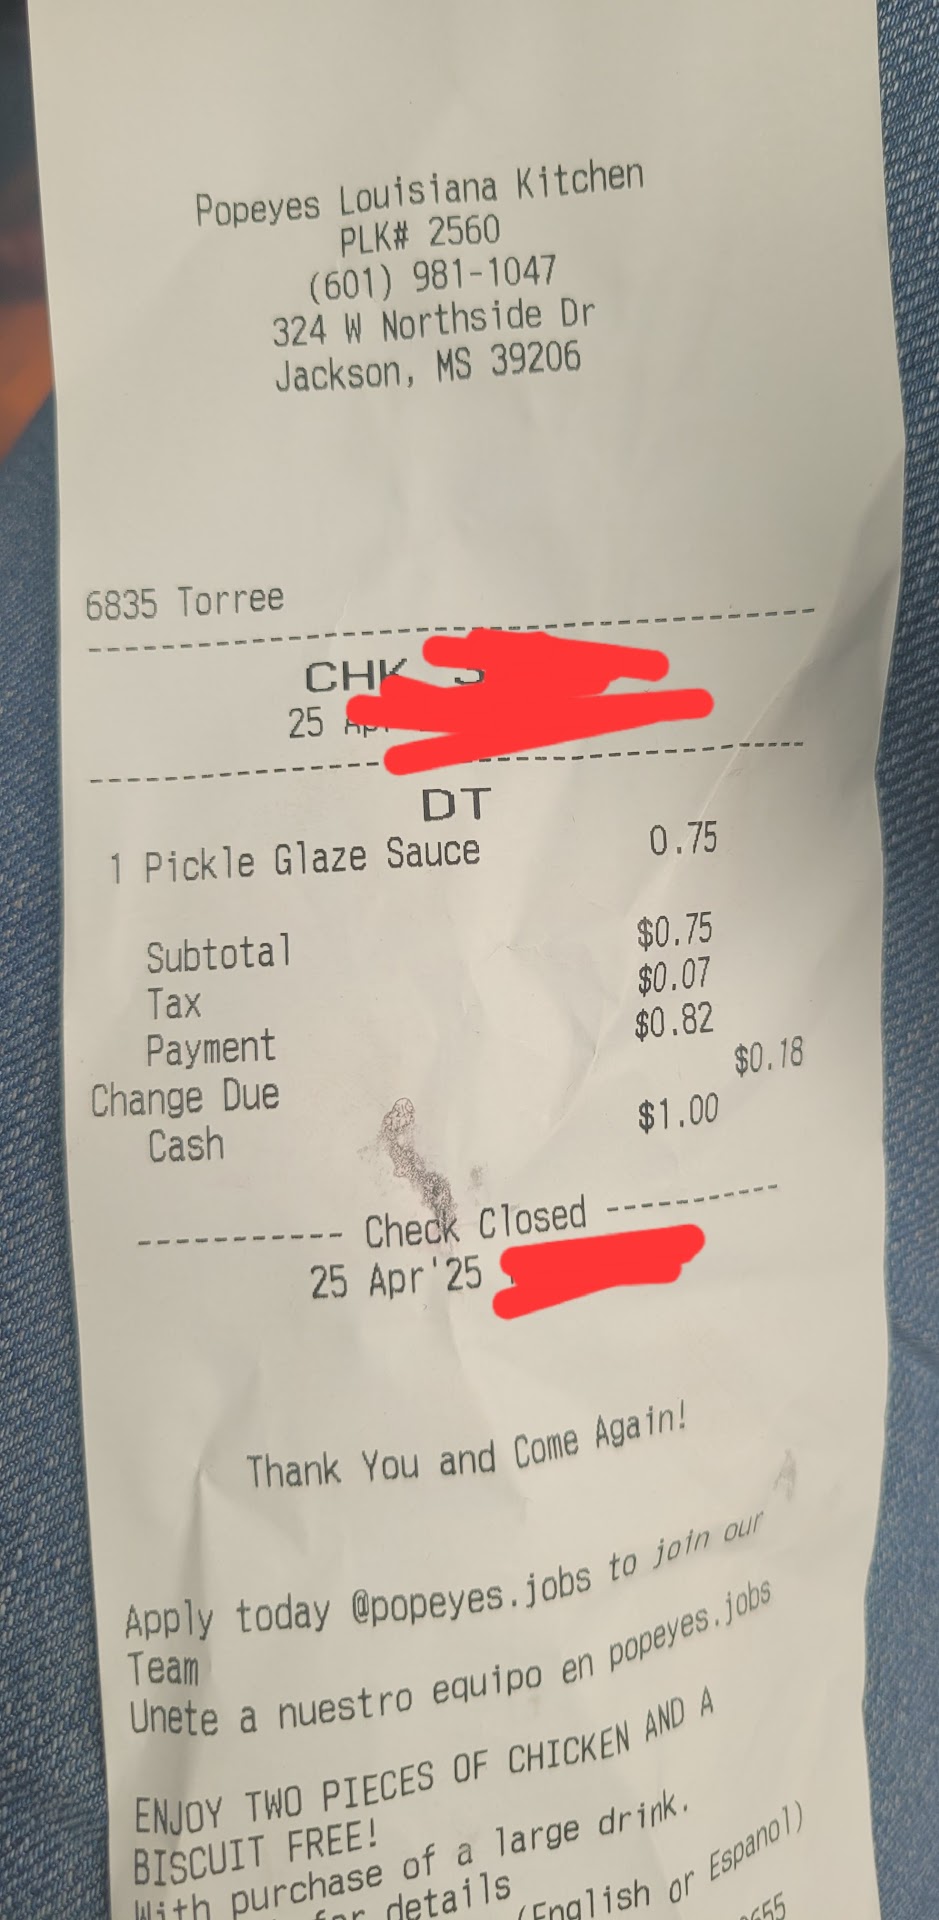 Popeyes Louisiana Kitchen
PLK# 2560
(601) 981-1047
324 W Northside Dr
Jackson, MS 39206
6835 Torree
CHK
25 Apr
DT
1 Pickle Glaze Sauce 0.75
Subtotal $0.75
Tax $0.07
Payment $0.82
Change Due $0.18
Cash $1.00
----------- Check Closed -----------
25 Apr'25
Thank You and Come Again!
Apply today @popeyes.jobs to join our
Team
Unete a nuestro equipo en popeyes.jobs
ENJOY TWO PIECES OF CHICKEN AND A
BISCUIT FREE!
With purchase of a large drink.
for details
(English or Espanol)